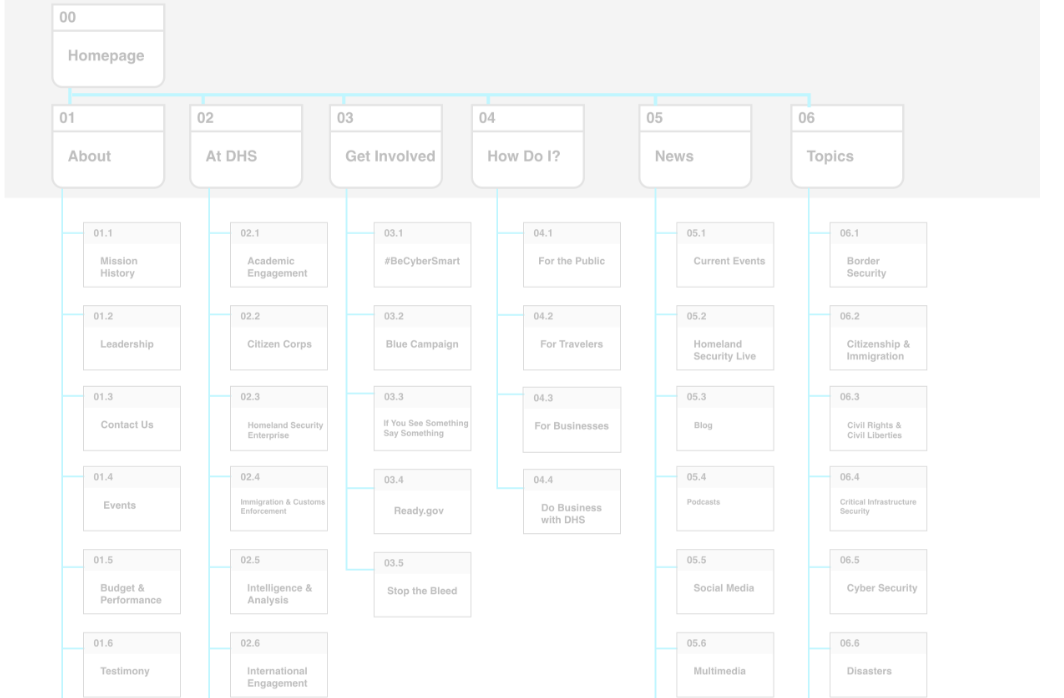 00
Homepage
01
About
02
At DHS
03
Get Involved
04
How Do I?
05
News
06
Topics
01.1
Mission
History
01.2
Leadership
01.3
Contact Us
01.4
Events
01.5
Budget &
Performance
01.6
Testimony
02.1
Academic
Engagement
02.2
Citizen Corps
02.3
Homeland Security
Enterprise
02.4
Immigration & Customs
Enforcement
02.5
Intelligence &
Analysis
02.6
International
Engagement
03.1
#BeCyberSmart
03.2
Blue Campaign
03.3
If You See Something
Say Something
03.4
Ready.gov
03.5
Stop the Bleed
04.1
For the Public
04.2
For Travelers
04.3
For Businesses
04.4
Do Business
with DHS
05.1
Current Events
05.2
Homeland
Security Live
05.3
Blog
05.4
Podcasts
05.5
Social Media
05.6
Multimedia
06.1
Border
Security
06.2
Citizenship &
Immigration
06.3
Civil Rights &
Civil Liberties
06.4
Critical Infrastructure
Security
06.5
Cyber Security
06.6
Disasters